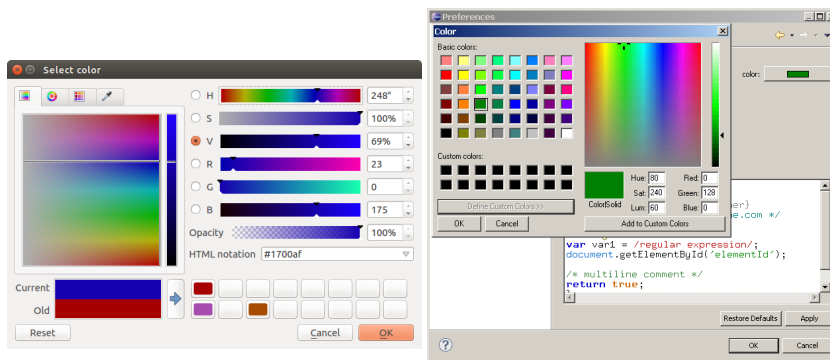 Select color
H 248°
S 100%
V 69%
R 23
G 0
B 175
Opacity 100%
HTML notation #1700af
Current
Old
Reset
Cancel
OK
Preferences
Color
Basic colors:
Custom colors:
Define Custom Colors >>
OK
Cancel
Color|Solid
Hue: 80
Sat: 240
Lum: 60
Red: 0
Green: 128
Blue: 0
Add to Custom Colors
color:
var var1 = /regular expression/;
document.getElementById('elementId');
/* multiline comment */
return true;
Restore Defaults
Apply
OK
Cancel